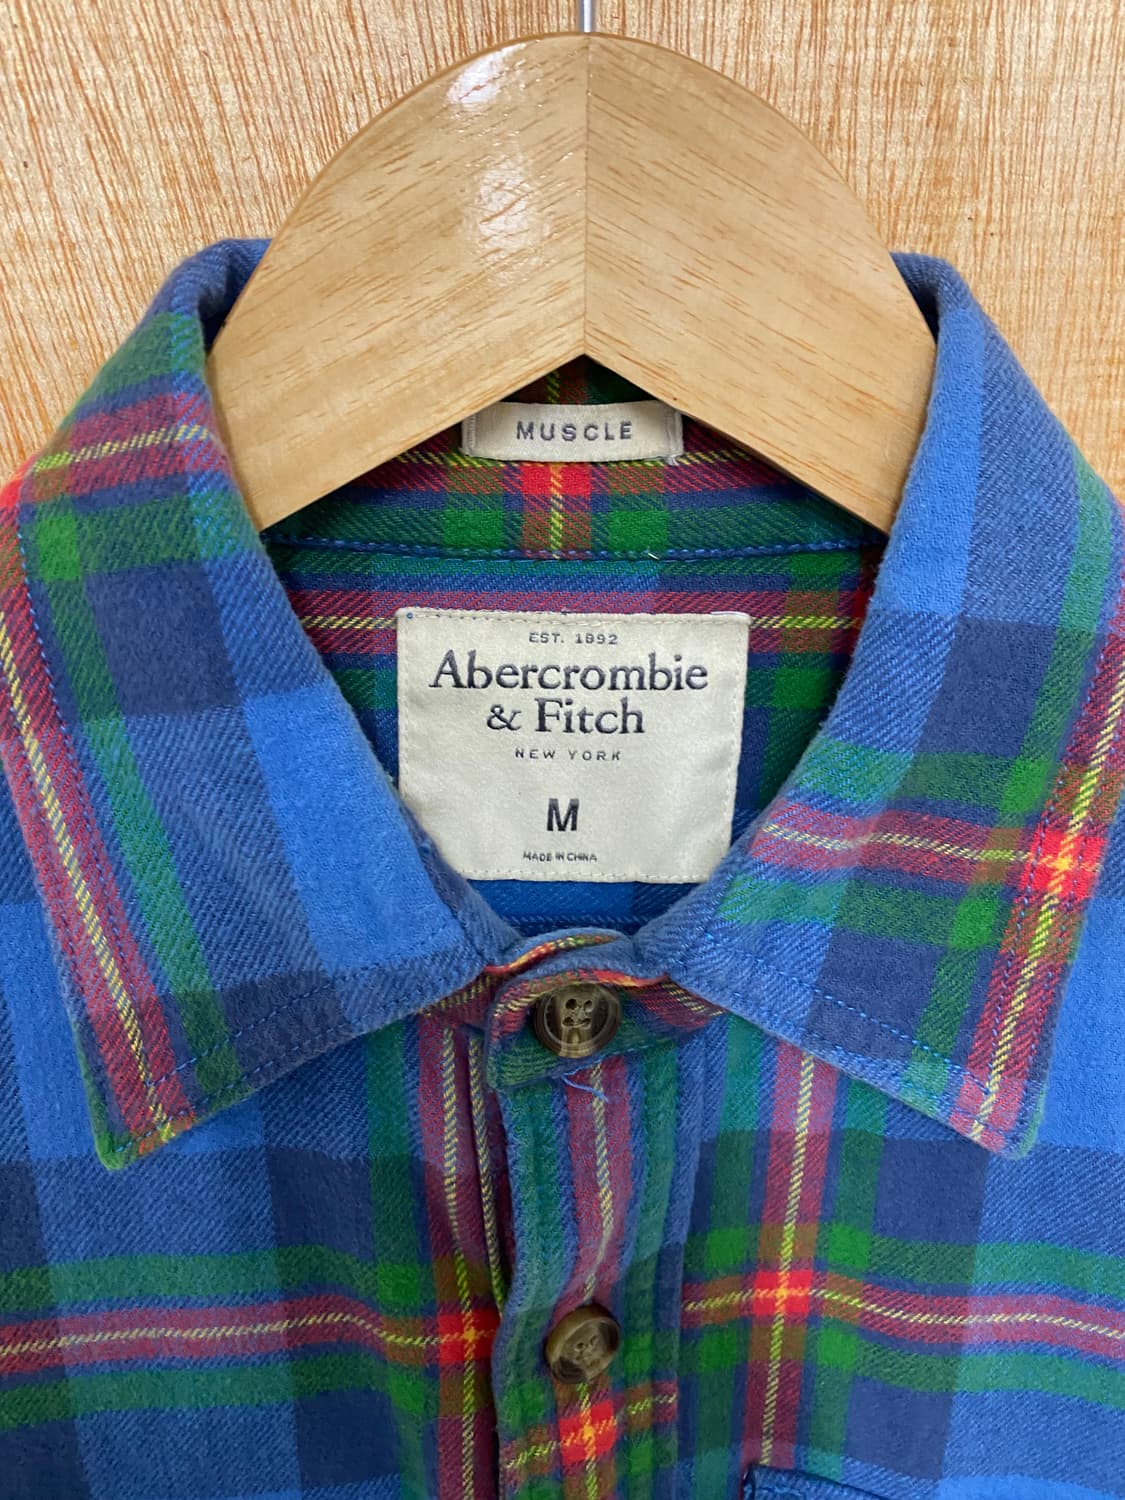 MUSCLE
EST. 1892
Abercrombie
& Fitch
NEW YORK
M
MADE IN CHINA